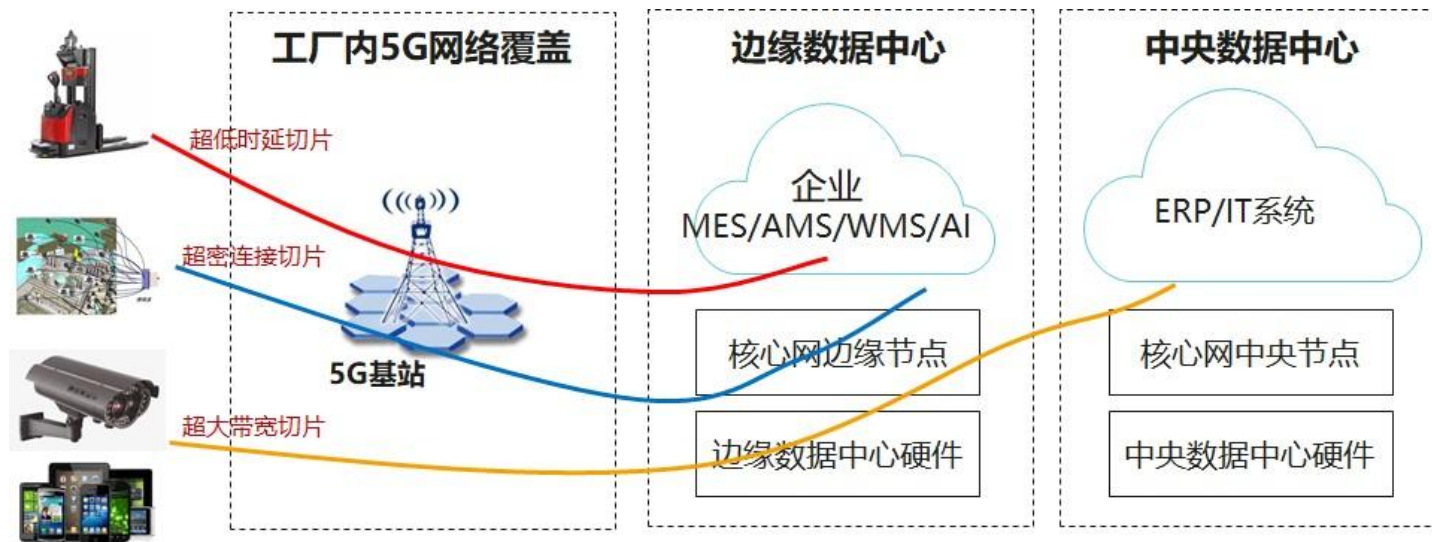 工厂内5G网络覆盖
边缘数据中心
中央数据中心
超低时延切片
企业
MES/AMS/WMS/AI
ERP/IT系统
超密连接切片
5G基站
核心网边缘节点
核心网中央节点
超大带宽切片
边缘数据中心硬件
中央数据中心硬件